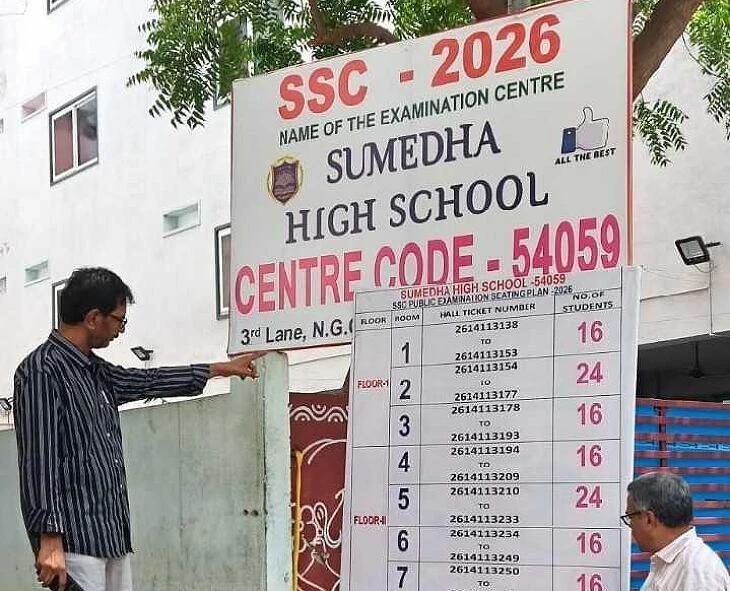 SSC - 2026
NAME OF THE EXAMINATION CENTRE
SUMEDHA
HIGH SCHOOL
ALL THE BEST
CENTRE CODE - 54059
3rd Lane, N.G.
SUMEDHA HIGH SCHOOL -54059
SSC PUBLIC EXAMINATION SEATING PLAN -2026
FLOOR ROOM HALL TICKET NUMBER NO. OF STUDENTS
FLOOR-1
1 2614113138 TO 2614113153 16
2 2614113154 TO 2614113177 24
3 2614113178 TO 2614113193 16
FLOOR-II
4 2614113194 TO 2614113209 16
5 2614113210 TO 2614113233 24
6 2614113234 TO 2614113249 16
7 2614113250 TO 16